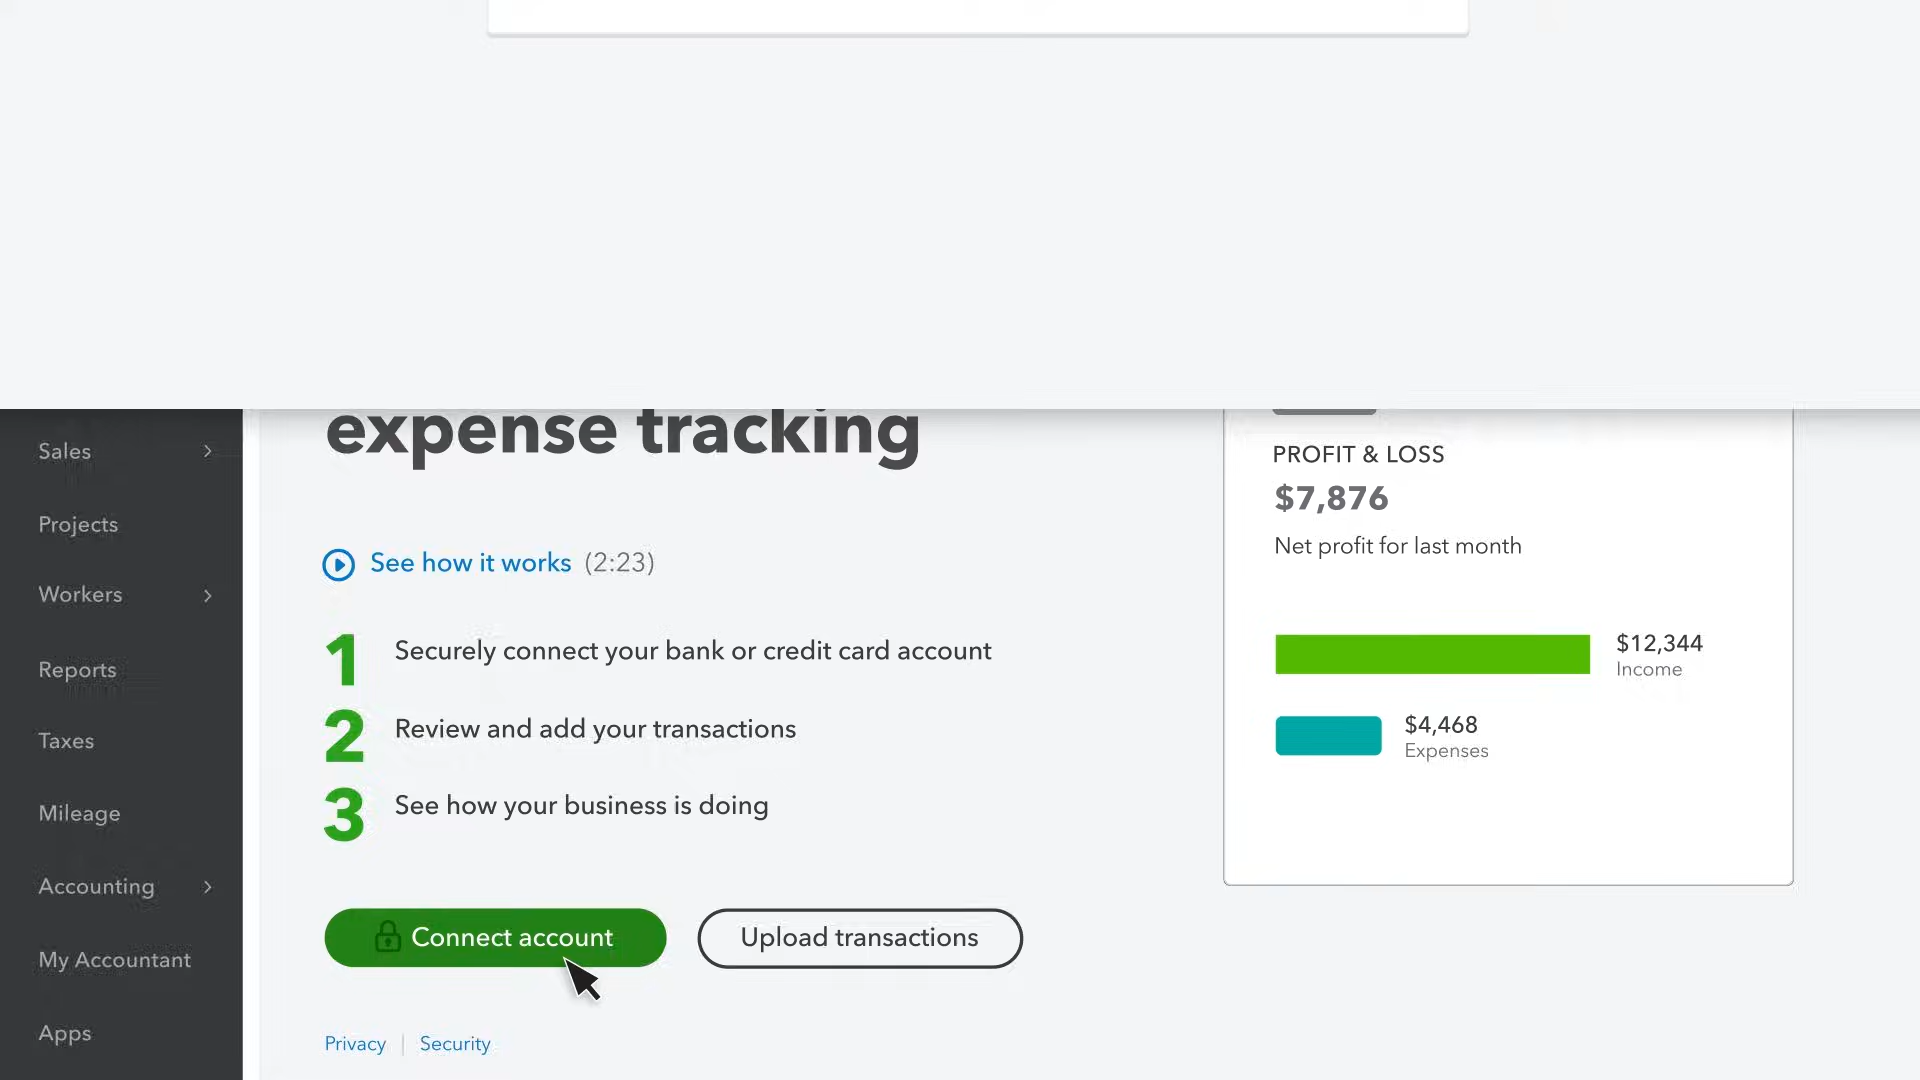 expense tracking
Sales
Projects
Workers
Reports
Taxes
Mileage
Accounting
My Accountant
Apps
See how it works (2:23)
1 Securely connect your bank or credit card account
2 Review and add your transactions
3 See how your business is doing
Connect account
Upload transactions
Privacy | Security
PROFIT & LOSS
$7,876
Net profit for last month
$12,344
Income
$4,468
Expenses